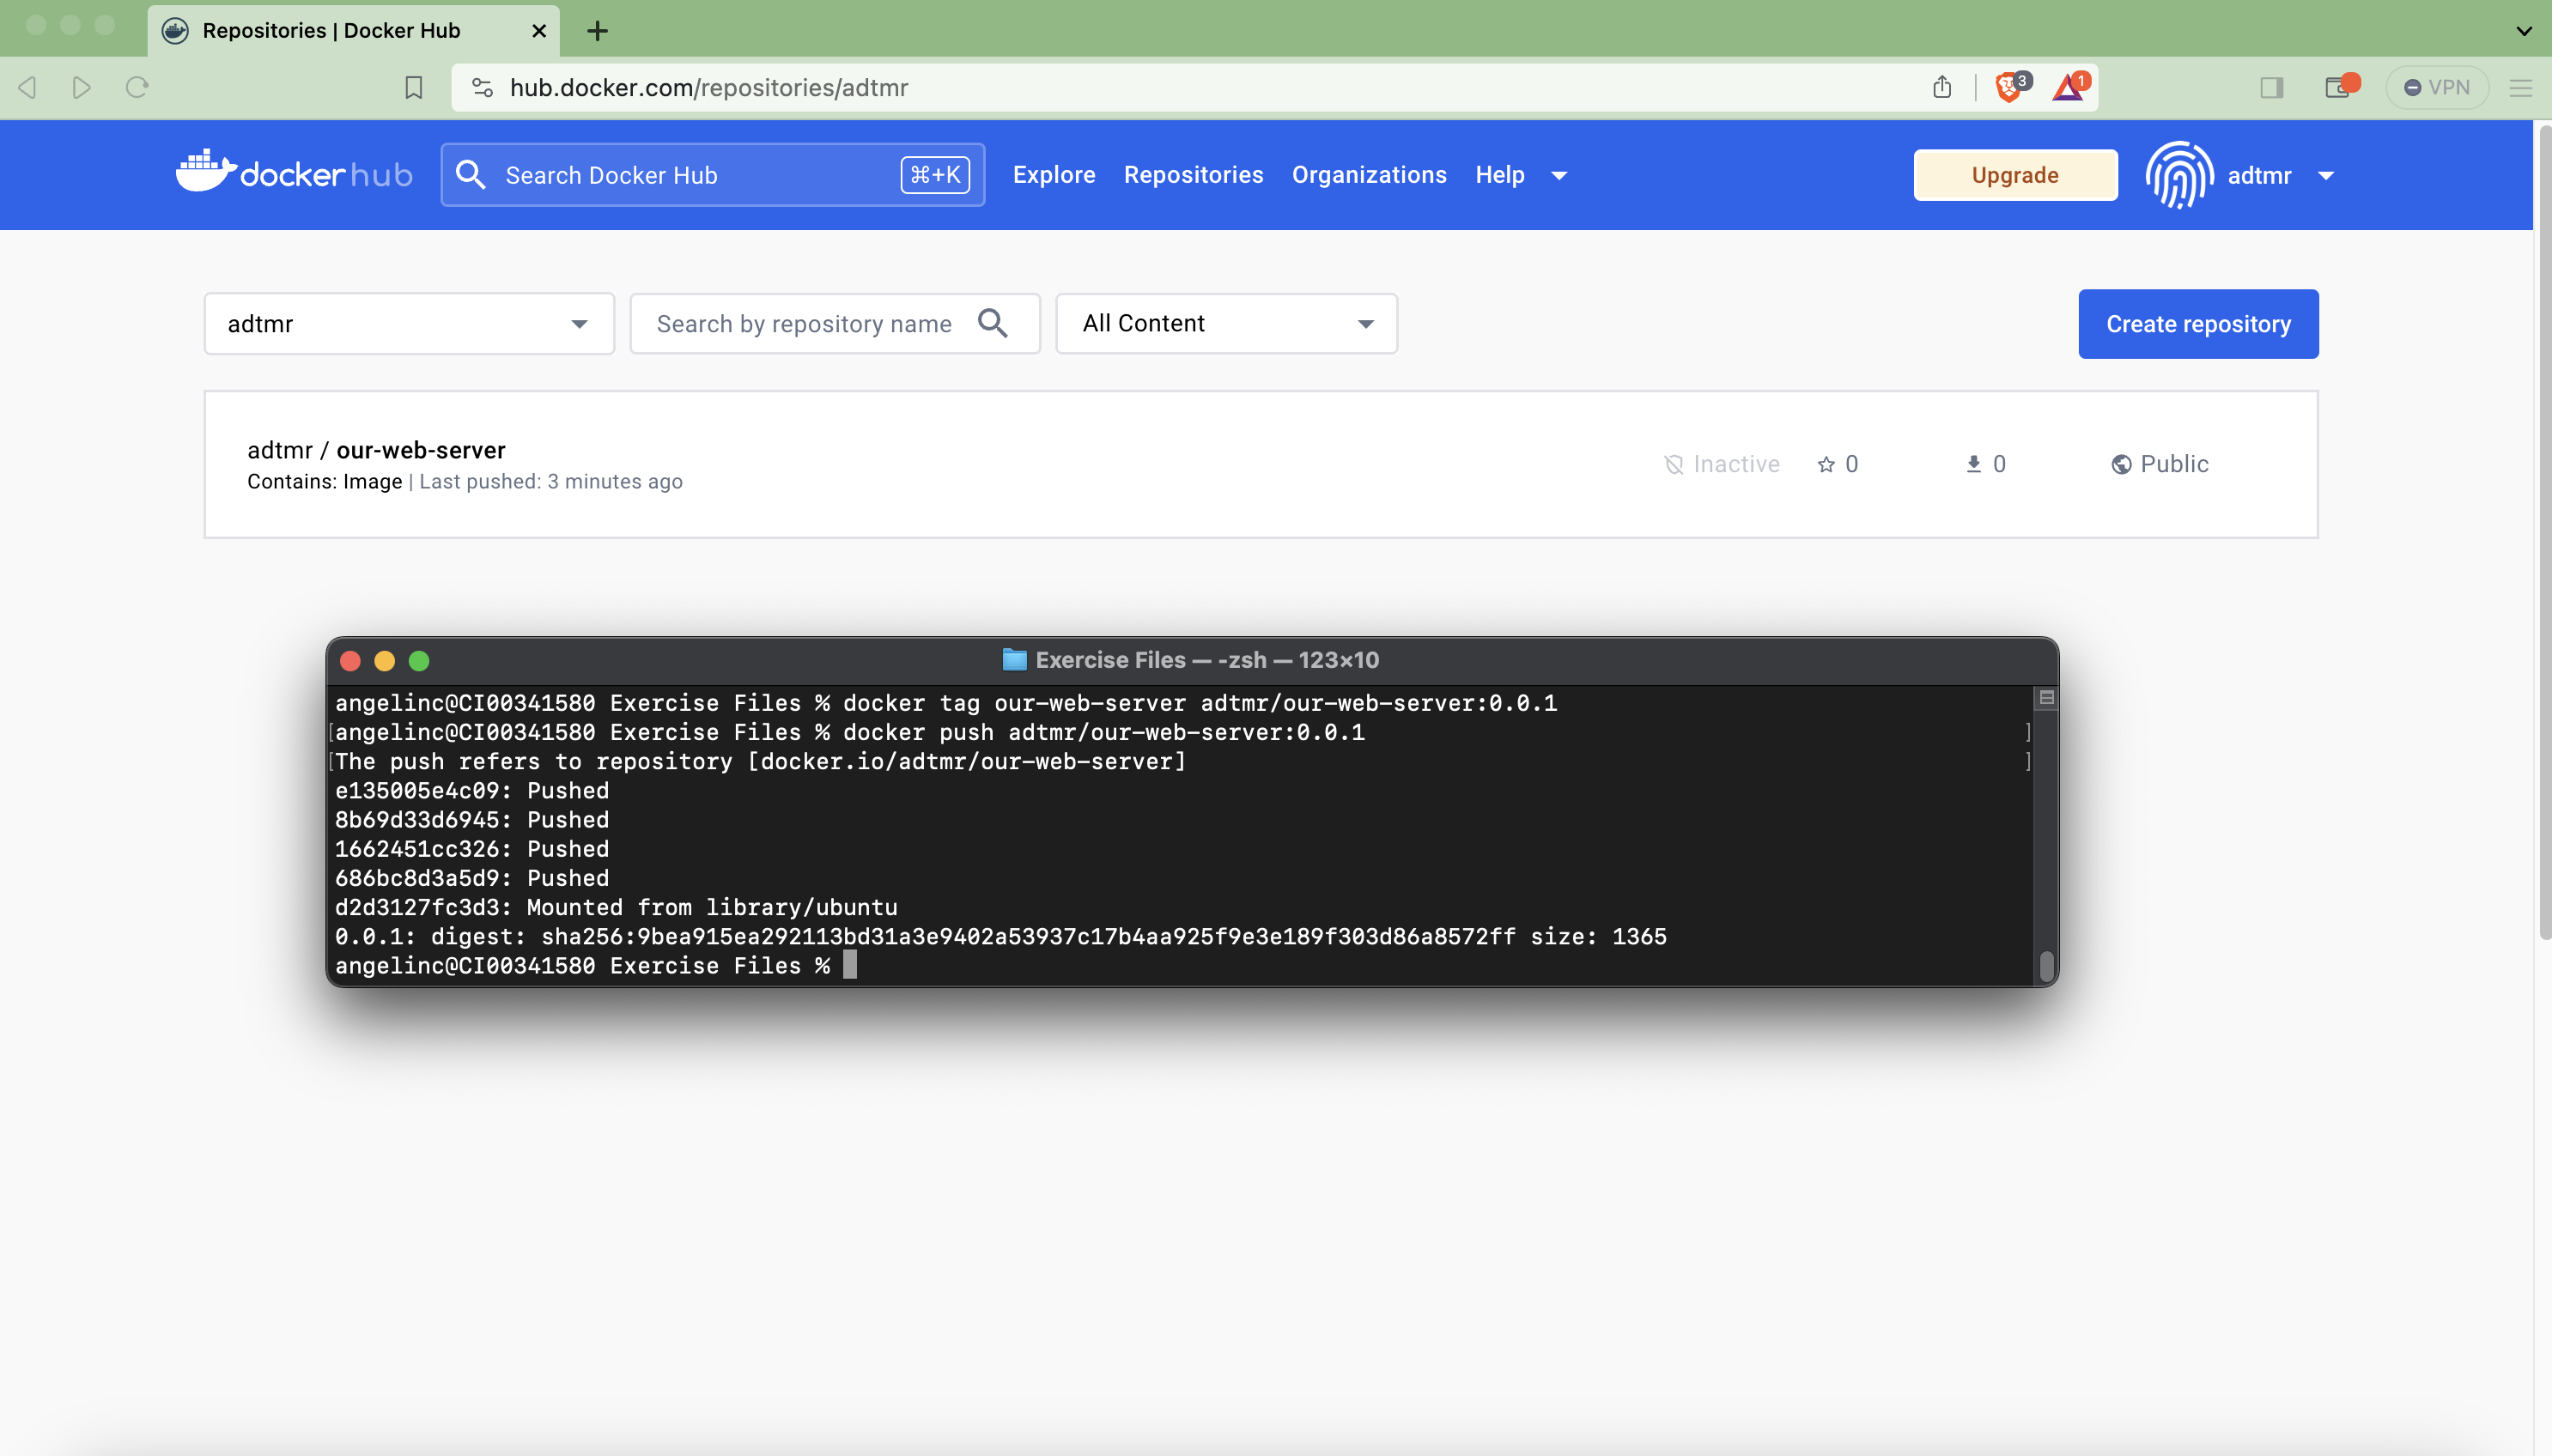 Repositories | Docker Hub
hub.docker.com/repositories/adtmr
3
1
VPN
docker hub
Search Docker Hub
⌘+K
Explore
Repositories
Organizations
Help
Upgrade
adtmr
adtmr
Search by repository name
All Content
Create repository
adtmr / our-web-server
Contains: Image | Last pushed: 3 minutes ago
Inactive
0
0
Public
Exercise Files — -zsh — 123×10
angelinc@CI00341580 Exercise Files % docker tag our-web-server adtmr/our-web-server:0.0.1
[angelinc@CI00341580 Exercise Files % docker push adtmr/our-web-server:0.0.1 ]
[The push refers to repository [docker.io/adtmr/our-web-server] ]
e135005e4c09: Pushed
8b69d33d6945: Pushed
1662451cc326: Pushed
686bc8d3a5d9: Pushed
d2d3127fc3d3: Mounted from library/ubuntu
0.0.1: digest: sha256:9bea915ea292113bd31a3e9402a53937c17b4aa925f9e3e189f303d86a8572ff size: 1365
angelinc@CI00341580 Exercise Files %